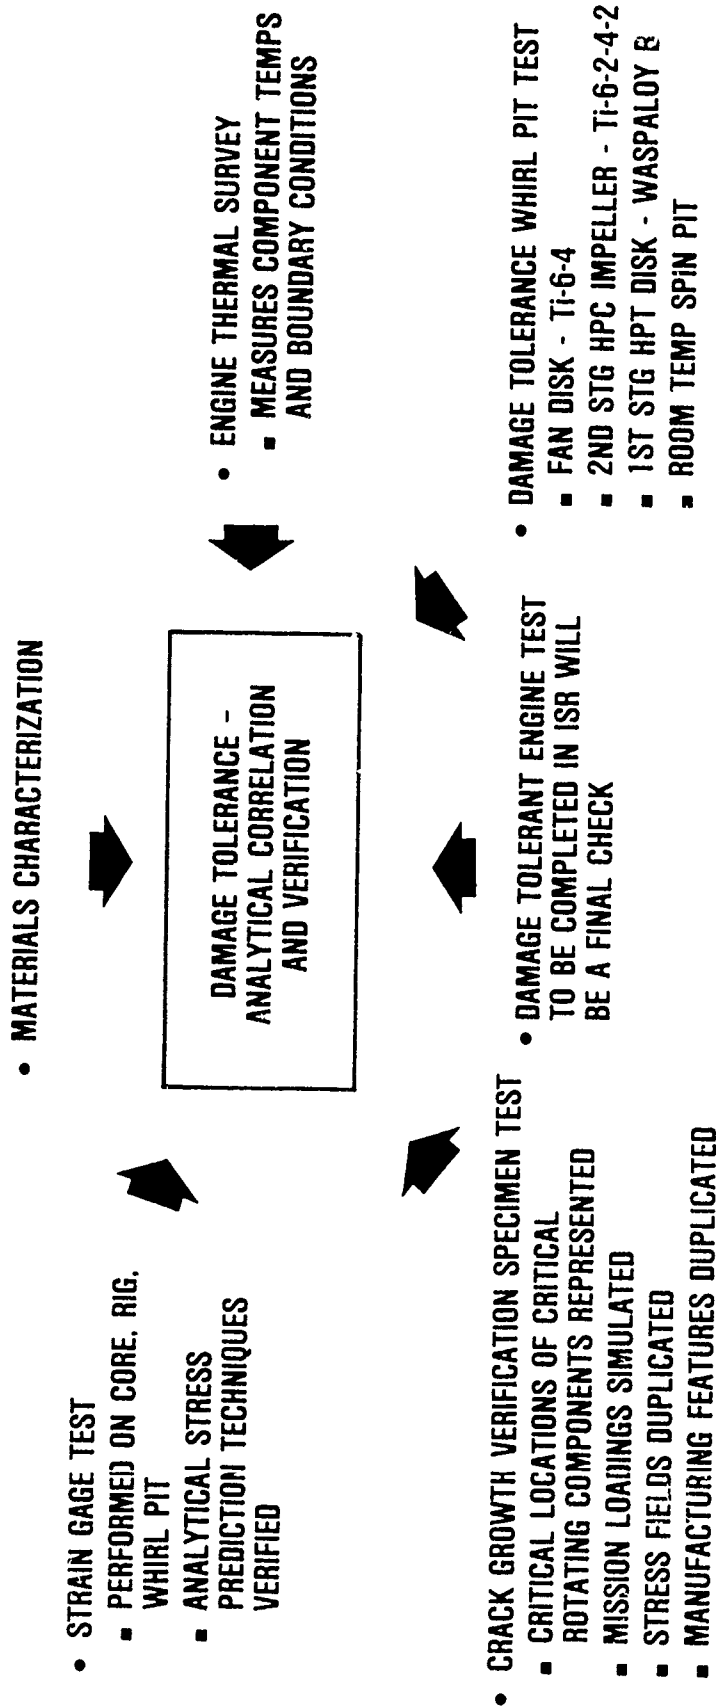 • MATERIALS CHARACTERIZATION
• STRAIN GAGE TEST
■ PERFORMED ON CORE, RIG,
WHIRL PIT
■ ANALYTICAL STRESS
PREDICTION TECHNIQUES
VERIFIED
DAMAGE TOLERANCE -
ANALYTICAL CORRELATION
AND VERIFICATION
• ENGINE THERMAL SURVEY
■ MEASURES COMPONENT TEMPS
AND BOUNDARY CONDITIONS
• CRACK GROWTH VERIFICATION SPECIMEN TEST
■ CRITICAL LOCATIONS OF CRITICAL
ROTATING COMPONENTS REPRESENTED
■ MISSION LOADINGS SIMULATED
■ STRESS FIELDS DUPLICATED
■ MANUFACTURING FEATURES DUPLICATED
• DAMAGE TOLERANT ENGINE TEST
TO BE COMPLETED IN ISR WILL
BE A FINAL CHECK
• DAMAGE TOLERANCE WHIRL PIT TEST
■ FAN DISK - Ti-6-4
■ 2ND STG HPC IMPELLER - Ti-6-2-4-2
■ 1ST STG HPT DISK - WASPALOY B
■ ROOM TEMP SPIN PIT